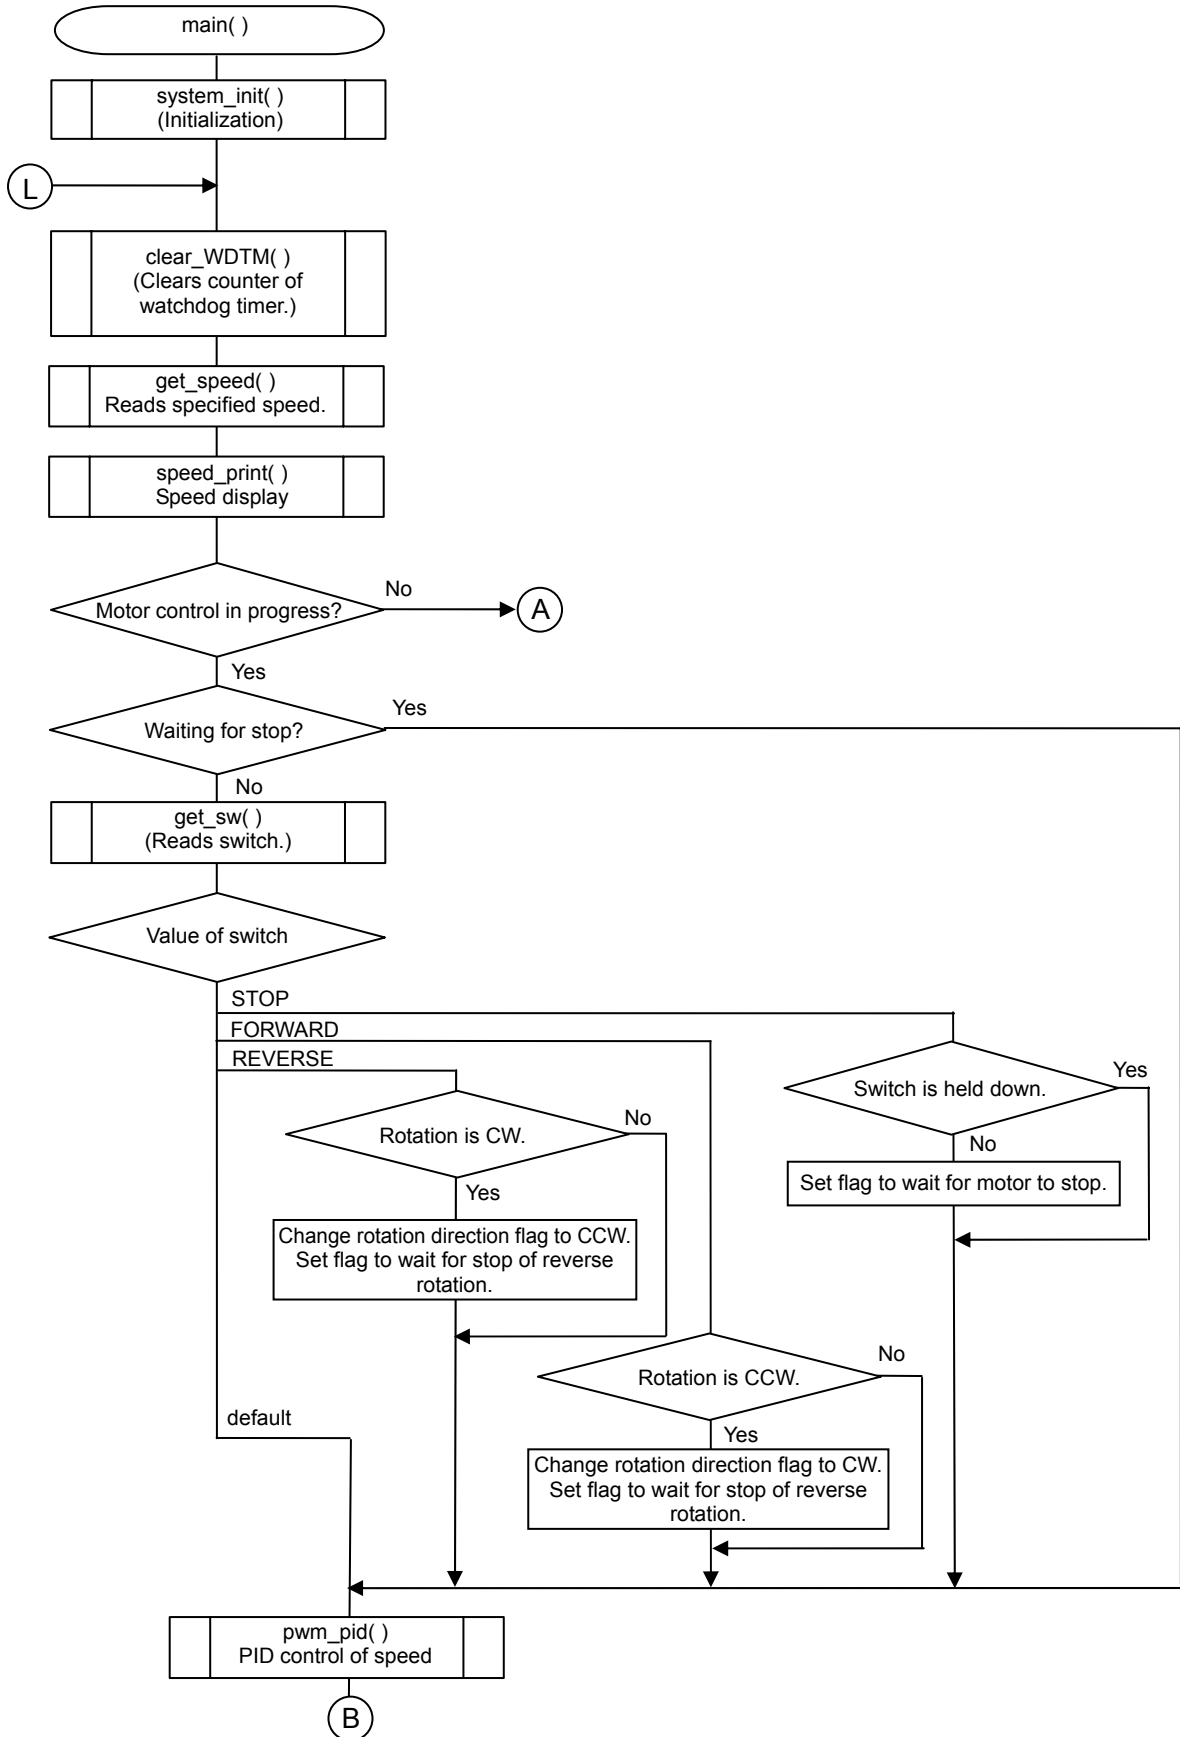 main( )
system_init( )
(Initialization)
L
clear_WDTM( )
(Clears counter of
watchdog timer.)
get_speed( )
Reads specified speed.
speed_print( )
Speed display
Motor control in progress?
No
A
Yes
Waiting for stop?
Yes
No
get_sw( )
(Reads switch.)
Value of switch
STOP
FORWARD
REVERSE
Switch is held down.
Yes
No
Set flag to wait for motor to stop.
Rotation is CW.
No
Yes
Change rotation direction flag to CCW.
Set flag to wait for stop of reverse
rotation.
Rotation is CCW.
No
Yes
Change rotation direction flag to CW.
Set flag to wait for stop of reverse
rotation.
default
pwm_pid( )
PID control of speed
B